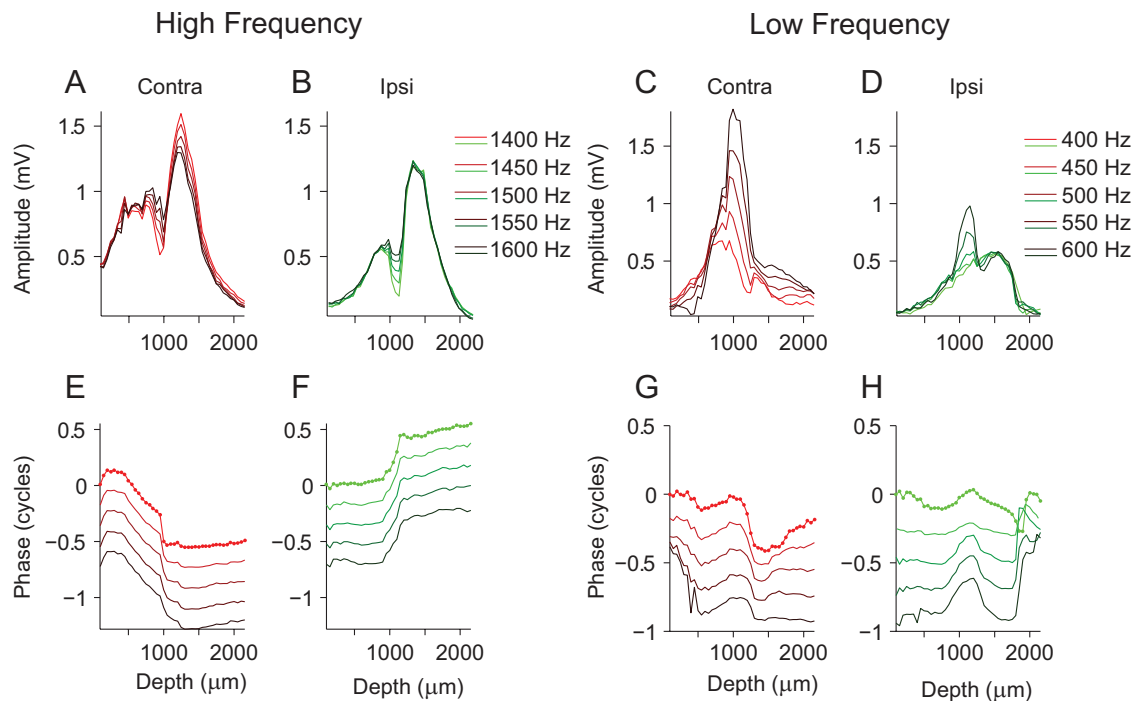 High Frequency Low Frequency
A B C D
Contra Ipsi Contra Ipsi
1400 Hz
1450 Hz
1500 Hz
1550 Hz
1600 Hz
400 Hz
450 Hz
500 Hz
550 Hz
600 Hz
Amplitude (mV) 1.5 1 0.5 1000 2000
1.5 1 0.5 1000 2000
Amplitude (mV) 1.5 1 0.5 1000 2000
1.5 1 0.5 1000 2000
E F G H
Phase (cycles) 0.5 0 −0.5 −1 1000 2000
0.5 0 −0.5 −1 1000 2000
Phase (cycles) 0.5 0 −0.5 −1 1000 2000
0.5 0 −0.5 −1 1000 2000
Depth (μm) Depth (μm) Depth (μm) Depth (μm)